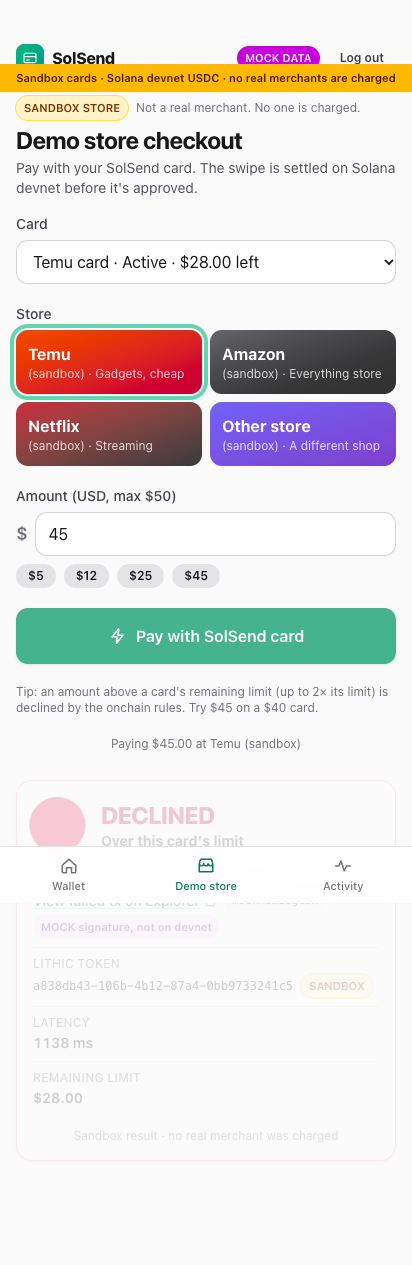 SolSend
MOCK DATA
Log out
Sandbox cards · Solana devnet USDC · no real merchants are charged
SANDBOX STORE
Not a real merchant. No one is charged.
Demo store checkout
Pay with your SolSend card. The swipe is settled on Solana
devnet before it's approved.
Card
Temu card · Active · $28.00 left
Store
Temu
(sandbox) · Gadgets, cheap
Amazon
(sandbox) · Everything store
Netflix
(sandbox) · Streaming
Other store
(sandbox) · A different shop
Amount (USD, max $50)
$ 45
$5
$12
$25
$45
Pay with SolSend card
Tip: an amount above a card's remaining limit (up to 2× its limit) is
declined by the onchain rules. Try $45 on a $40 card.
Paying $45.00 at Temu (sandbox)
DECLINED
Over this card's limit
Wallet
Demo store
Activity
View failed tx on Explorer
MOCK signature, not on devnet
LITHIC TOKEN
a838db43-106b-4b12-87a4-0bb9733241c5
SANDBOX
LATENCY
1138 ms
REMAINING LIMIT
$28.00
Sandbox result · no real merchant was charged